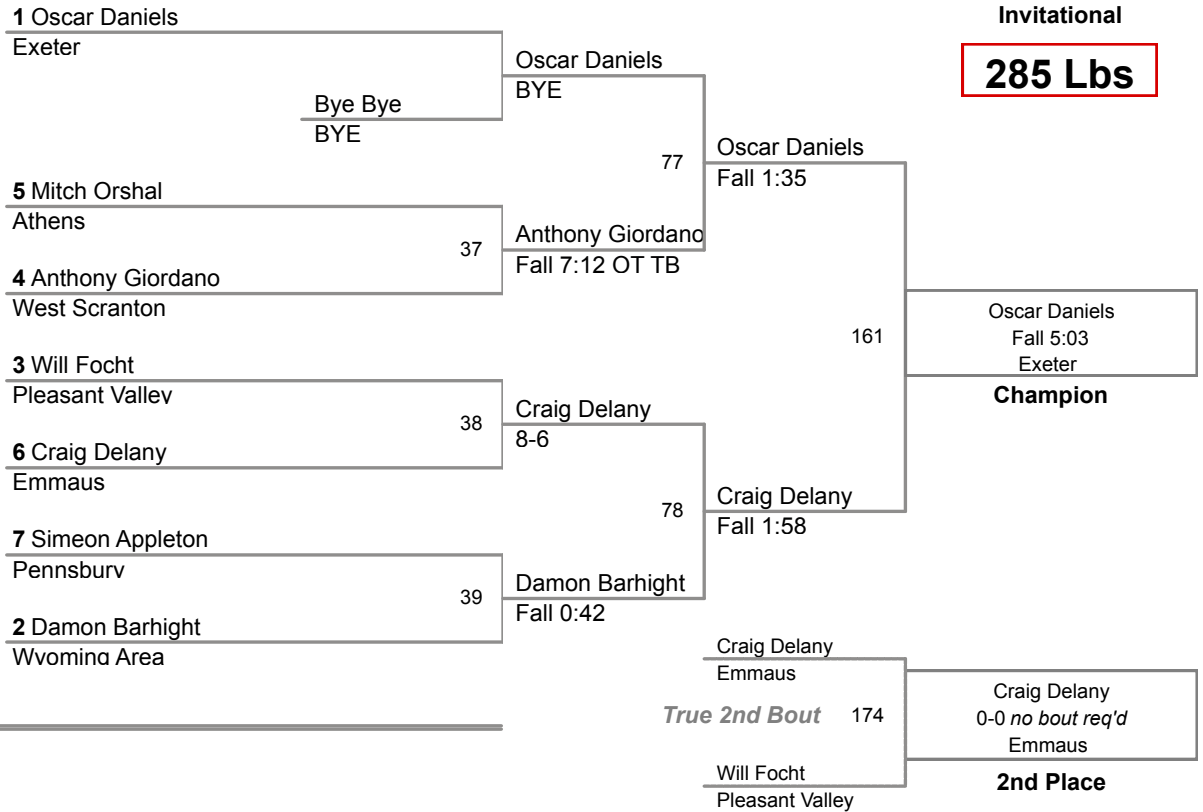 1 Oscar Daniels
Exeter
Bye Bye
BYE
5 Mitch Orshal
Athens
4 Anthony Giordano
West Scranton
3 Will Focht
Pleasant Valley
6 Craig Delany
Emmaus
7 Simeon Appleton
Pennsbury
2 Damon Barhight
Wyoming Area
Oscar Daniels
BYE
37
Anthony Giordano
Fall 7:12 OT TB
38
Craig Delany
8-6
39
Damon Barhight
Fall 0:42
77
Oscar Daniels
Fall 1:35
78
Craig Delany
Fall 1:58
Invitational
285 Lbs
161
Oscar Daniels
Fall 5:03
Exeter
Champion
Craig Delany
Emmaus
True 2nd Bout 174
Will Focht
Pleasant Valley
Craig Delany
0-0 no bout req'd
Emmaus
2nd Place